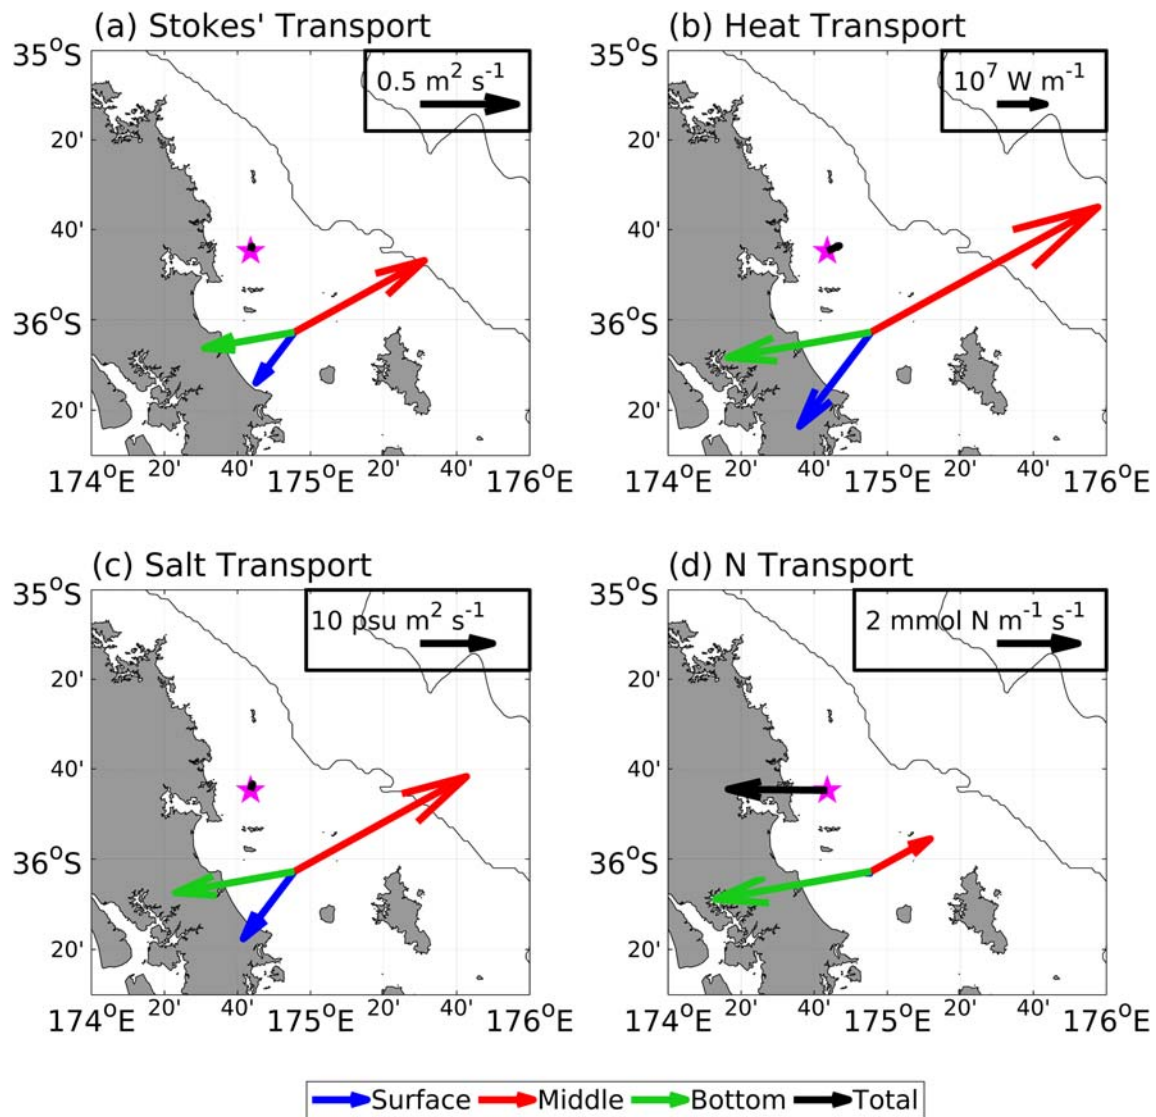 (a) Stokes' Transport
(b) Heat Transport
35°S
0.5 m² s⁻¹
35°S
10⁷ W m⁻¹
20'
20'
40'
40'
36°S
36°S
20'
20'
174°E 20' 40' 175°E 20' 40' 176°E
174°E 20' 40' 175°E 20' 40' 176°E
(c) Salt Transport
(d) N Transport
35°S
10 psu m² s⁻¹
35°S
2 mmol N m⁻¹ s⁻¹
20'
20'
40'
40'
36°S
36°S
20'
20'
174°E 20' 40' 175°E 20' 40' 176°E
174°E 20' 40' 175°E 20' 40' 176°E
Surface Middle Bottom Total